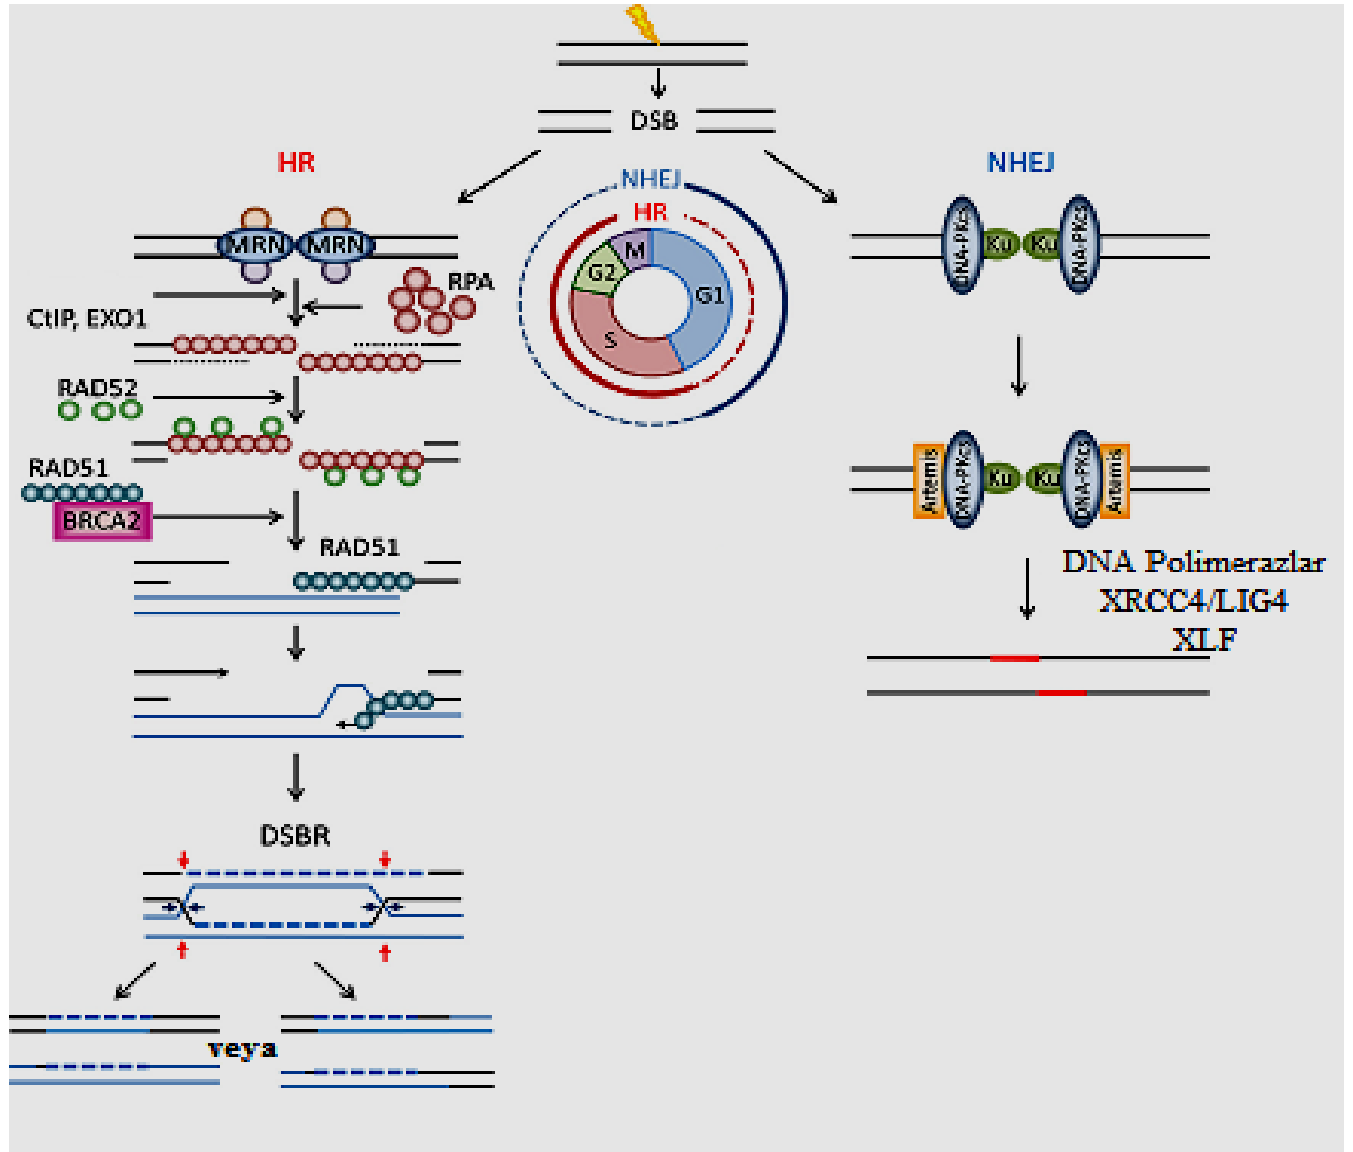 DSB
HR
NHEJ
NHEJ
HR
M
G1
G2
S
MRN
MRN
RPA
CtIP, EXO1
RAD52
RAD51
BRCA2
RAD51
DSBR
veya
DNA-PKcs
Ku
Ku
DNA-PKcs
Artemis
DNA-PKcs
Ku
Ku
DNA-PKcs
Artemis
DNA Polimerazlar
XRCC4/LIG4
XLF